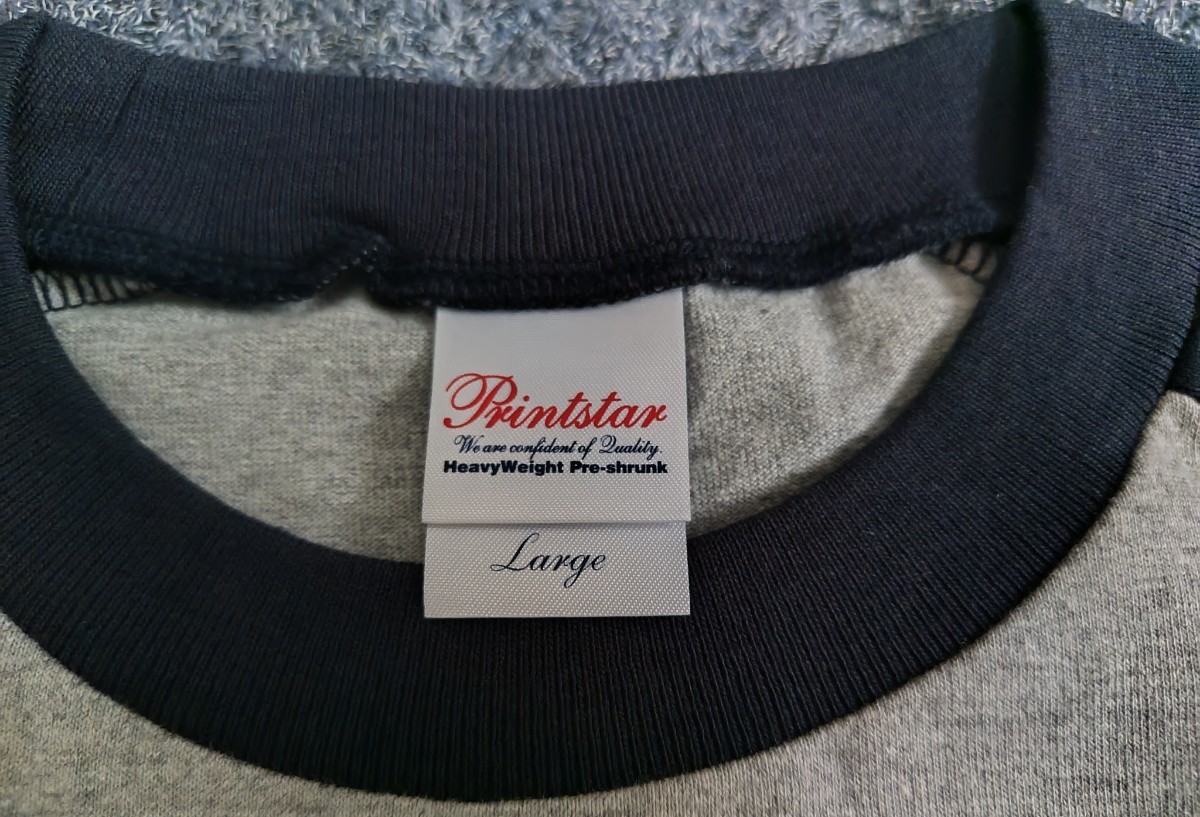 Printstar
We are confident of Quality.
HeavyWeight Pre-shrunk
Large